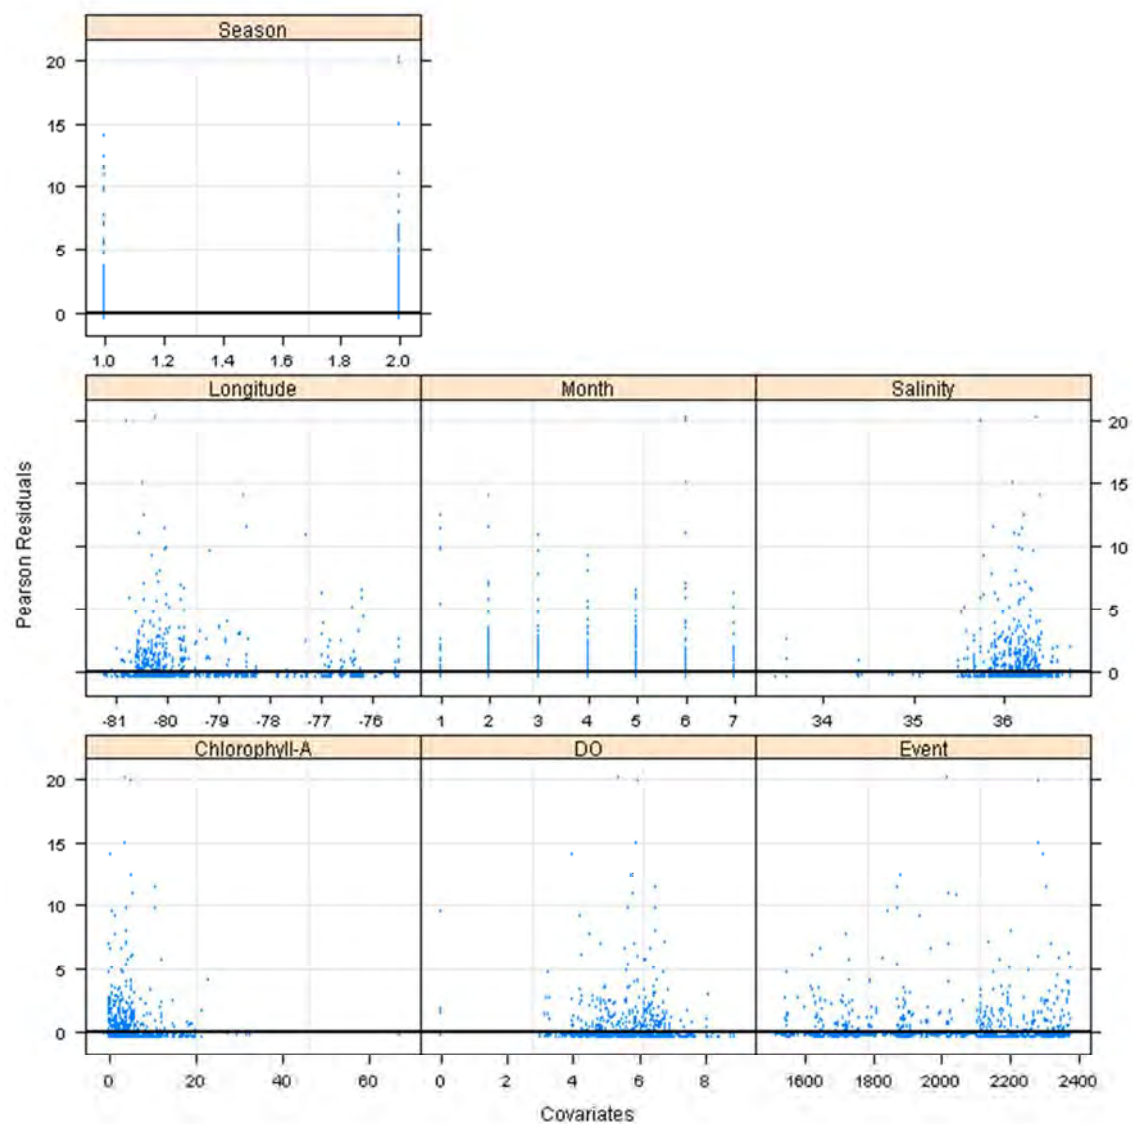 Season
20
15
10
5
0
1.0 1.2 1.4 1.6 1.8 2.0
Longitude Month Salinity
20
15
10
5
0
Pearson Residuals
-81 -80 -79 -78 -77 -76 1 2 3 4 5 6 7 34 35 36
Chlorophyll-A DO Event
20
15
10
5
0
0 20 40 60 0 2 4 6 8 1600 1800 2000 2200 2400
Covariates